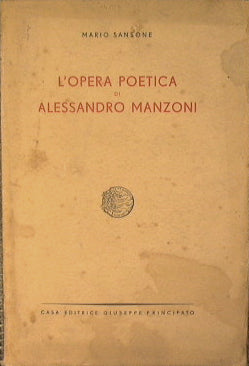 MARIO SANSONE
L'OPERA POETICA
DI
ALESSANDRO MANZONI
CASA EDITRICE GIUSEPPE PRINCIPATO